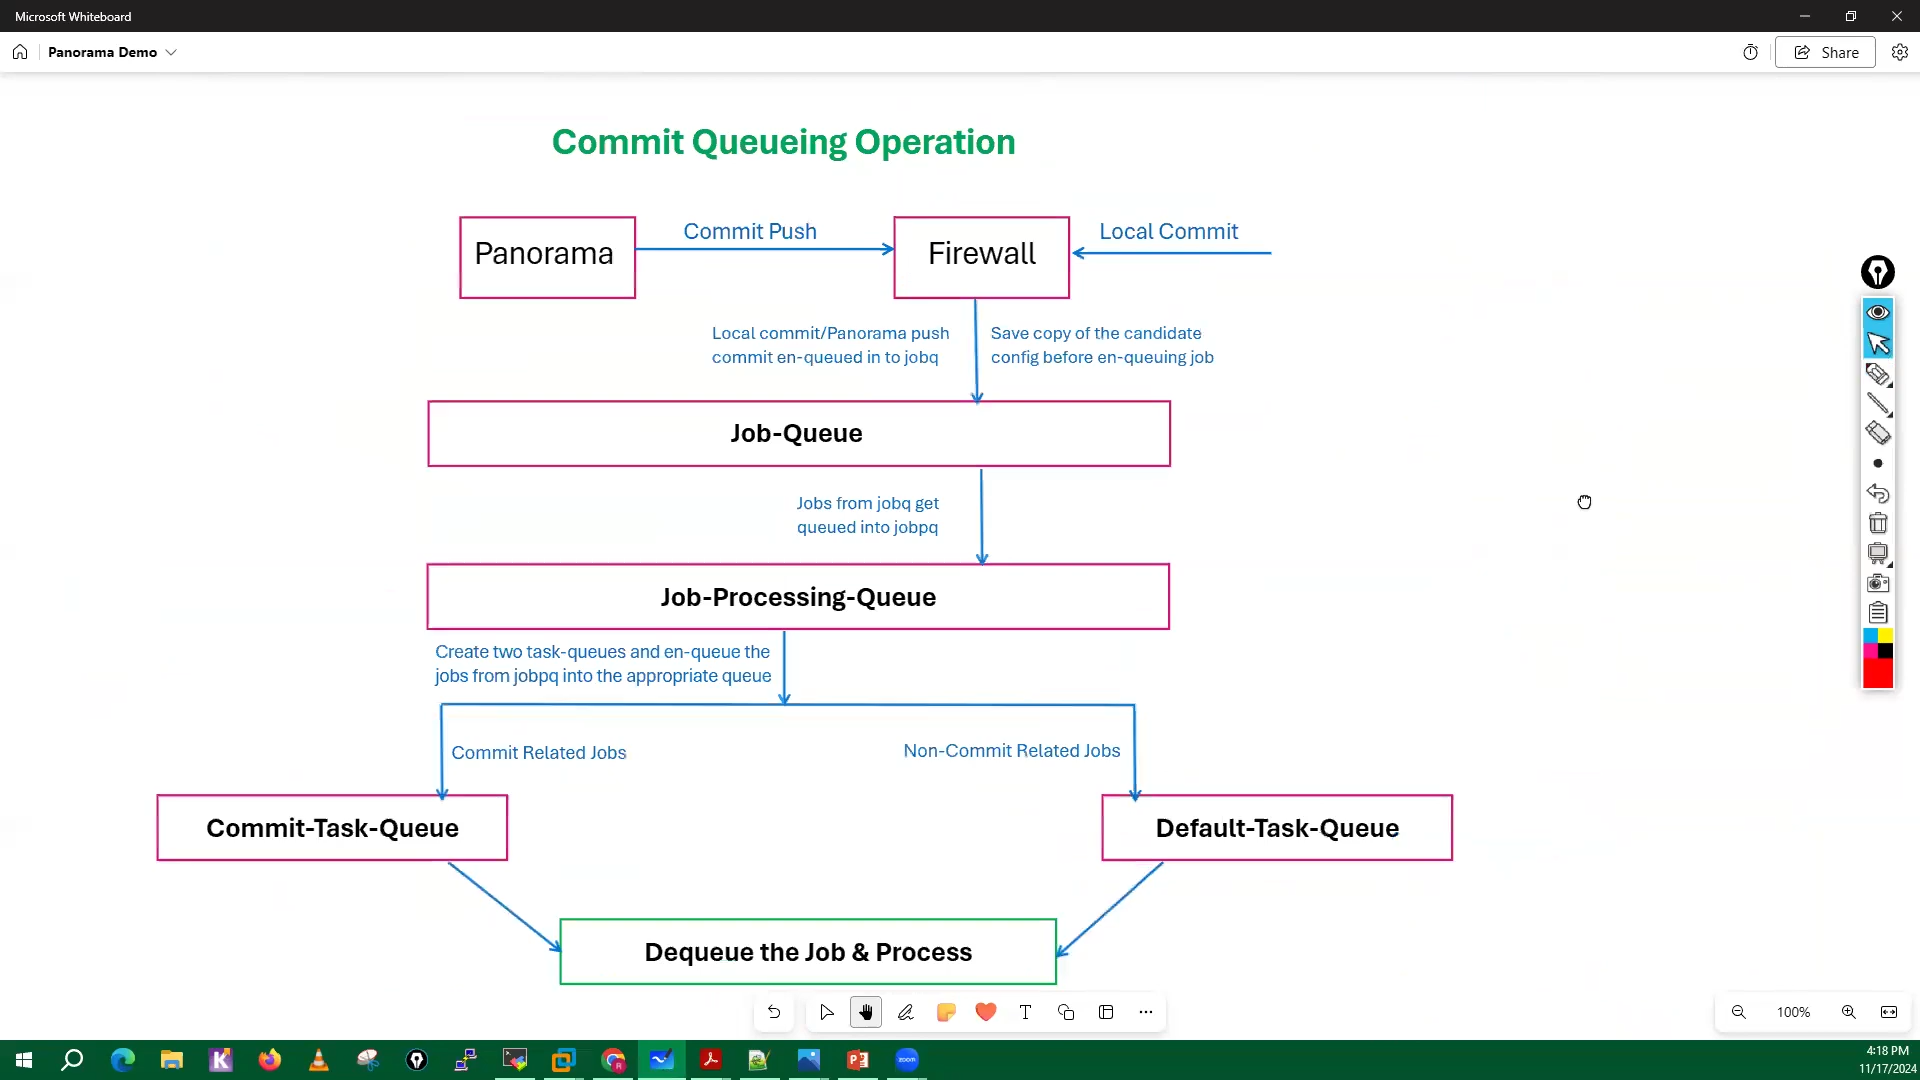 Microsoft Whiteboard
Panorama Demo
Share
Commit Queueing Operation
Panorama
Commit Push
Firewall
Local Commit
Local commit/Panorama push
commit en-queued in to jobq
Save copy of the candidate
config before en-queuing job
Job-Queue
Jobs from jobq get
queued into jobpq
Job-Processing-Queue
Create two task-queues and en-queue the
jobs from jobpq into the appropriate queue
Commit Related Jobs
Non-Commit Related Jobs
Commit-Task-Queue
Default-Task-Queue
Dequeue the Job & Process
100%
4:18 PM
11/17/2024